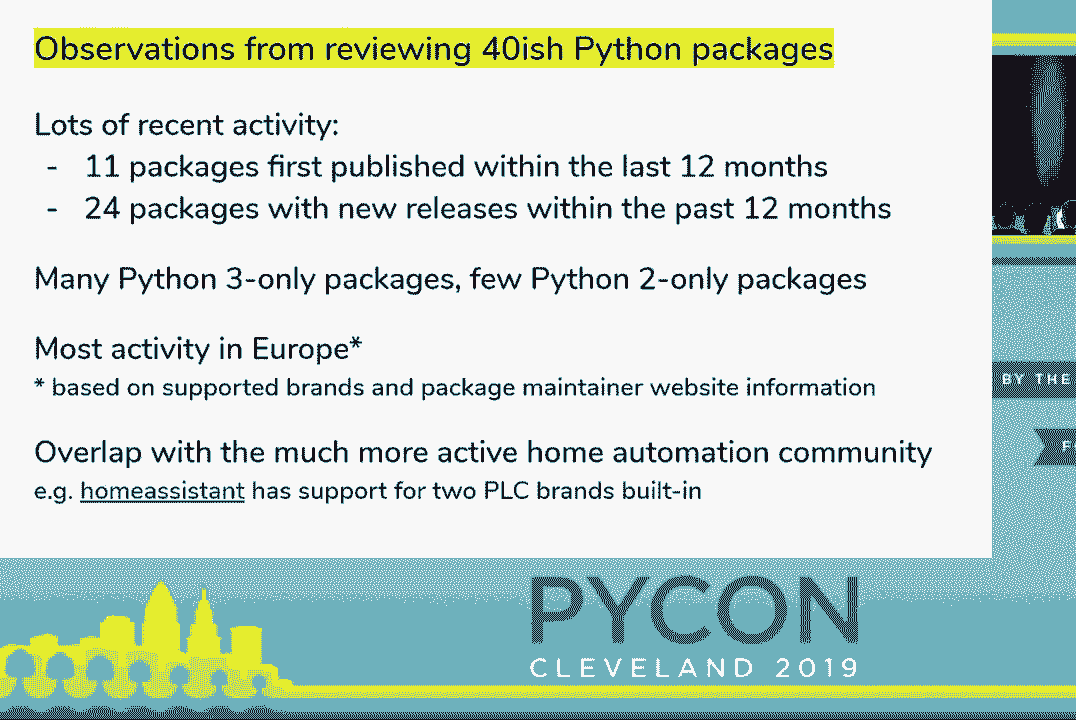 Observations from reviewing 40ish Python packages
Lots of recent activity:
- 11 packages first published within the last 12 months
- 24 packages with new releases within the past 12 months
Many Python 3-only packages, few Python 2-only packages
Most activity in Europe*
* based on supported brands and package maintainer website information
Overlap with the much more active home automation community
e.g. homeassistant has support for two PLC brands built-in
BY THE
PYCON
CLEVELAND 2019